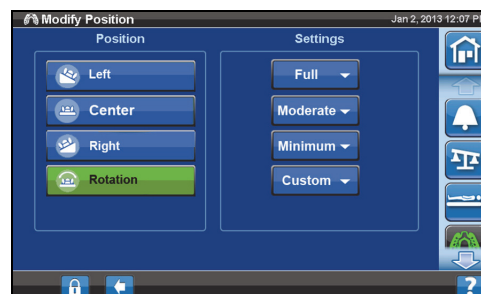 Modify Position Jan 2, 2013 12:07 P
Position Settings
Left Full
Center Moderate
Right Minimum
Rotation Custom
?